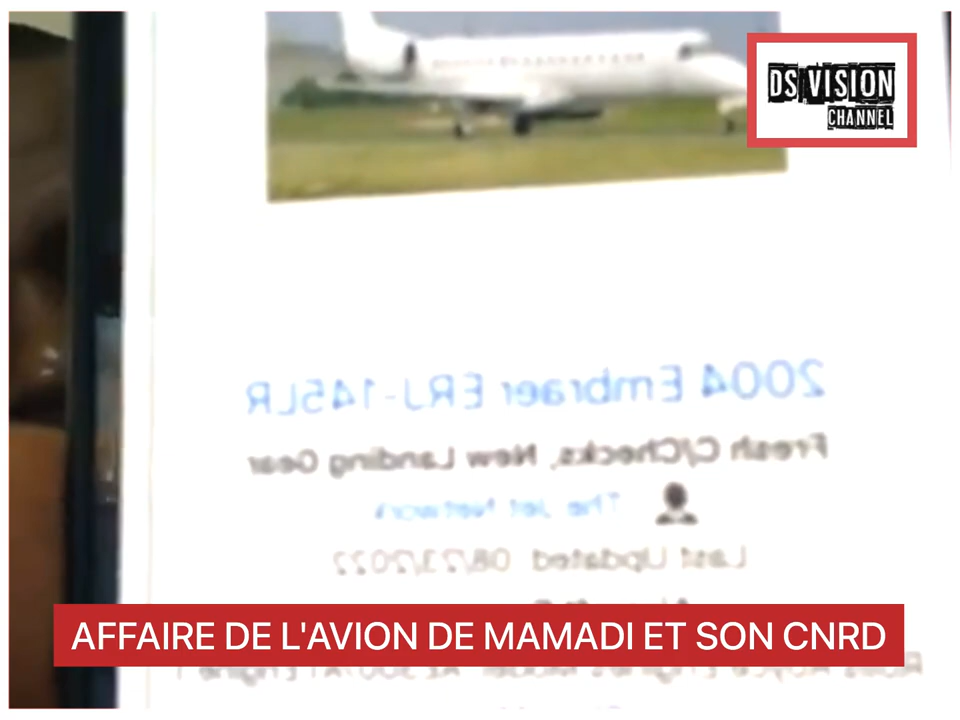 DS VISION
CHANNEL
2004 Embraer ERJ-145LR
Fresh C/Checks, New Landing Gear
The Jet Network
Last Updated 08/23/2022
AFFAIRE DE L'AVION DE MAMADI ET SON CNRD